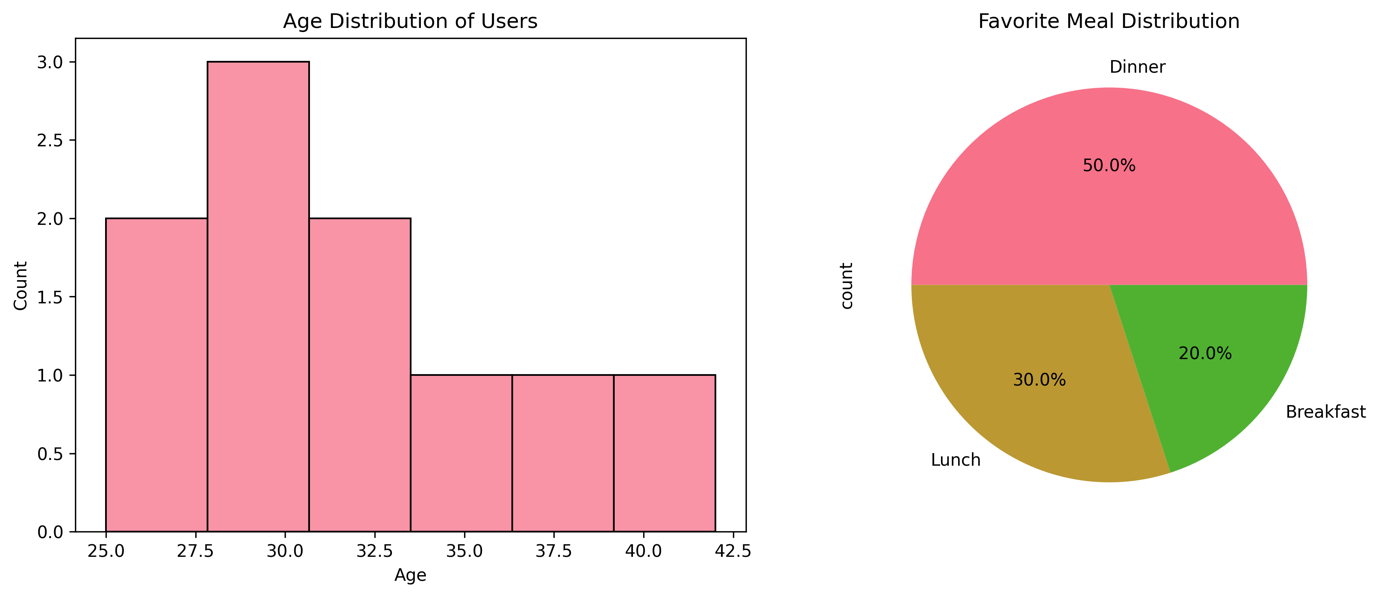 Age Distribution of Users
3.0
2.5
2.0
1.5
1.0
0.5
0.0
Count
25.0 27.5 30.0 32.5 35.0 37.5 40.0 42.5
Age
Favorite Meal Distribution
Dinner
50.0%
count
20.0%
30.0%
Breakfast
Lunch